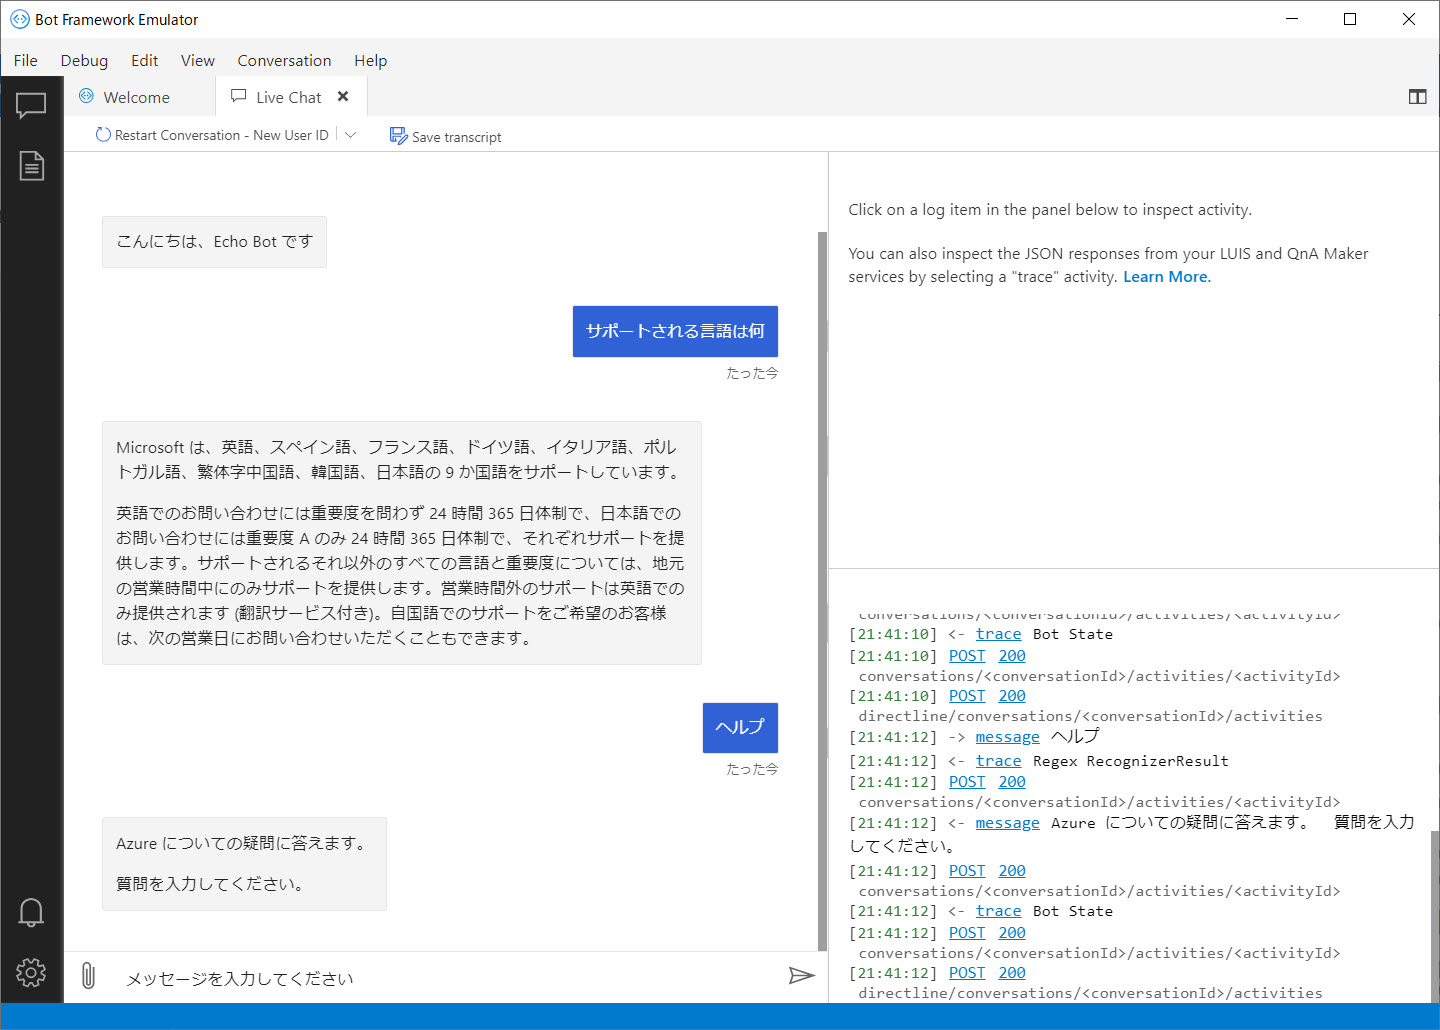 Bot Framework Emulator
File Debug Edit View Conversation Help
Welcome Live Chat
Restart Conversation - New User ID Save transcript
こんにちは、Echo Bot です
サポートされる言語は何
たった今
Microsoft は、英語、スペイン語、フランス語、ドイツ語、イタリア語、ポル
トガル語、繁体字中国語、韓国語、日本語の 9 か国語をサポートしています。
英語でのお問い合わせには重要度を問わず 24 時間 365 日体制で、日本語での
お問い合わせには重要度 A のみ 24 時間 365 日体制で、それぞれサポートを提
供します。サポートされるそれ以外のすべての言語と重要度については、地元
の営業時間中にのみサポートを提供します。営業時間外のサポートは英語での
み提供されます (翻訳サービス付き)。自国語でのサポートをご希望のお客様
は、次の営業日にお問い合わせいただくこともできます。
ヘルプ
たった今
Azure についての疑問に答えます。
質問を入力してください。
メッセージを入力してください
Click on a log item in the panel below to inspect activity.
You can also inspect the JSON responses from your LUIS and QnA Maker
services by selecting a "trace" activity. Learn More.
conversations/<conversationId>/activities/<activityId>
[21:41:10] <- trace Bot State
[21:41:10] POST 200
conversations/<conversationId>/activities/<activityId>
[21:41:10] POST 200
directline/conversations/<conversationId>/activities
[21:41:12] -> message ヘルプ
[21:41:12] <- trace Regex RecognizerResult
[21:41:12] POST 200
conversations/<conversationId>/activities/<activityId>
[21:41:12] <- message Azure についての疑問に答えます。 質問を入力
してください。
[21:41:12] POST 200
conversations/<conversationId>/activities/<activityId>
[21:41:12] <- trace Bot State
[21:41:12] POST 200
conversations/<conversationId>/activities/<activityId>
[21:41:12] POST 200
directline/conversations/<conversationId>/activities